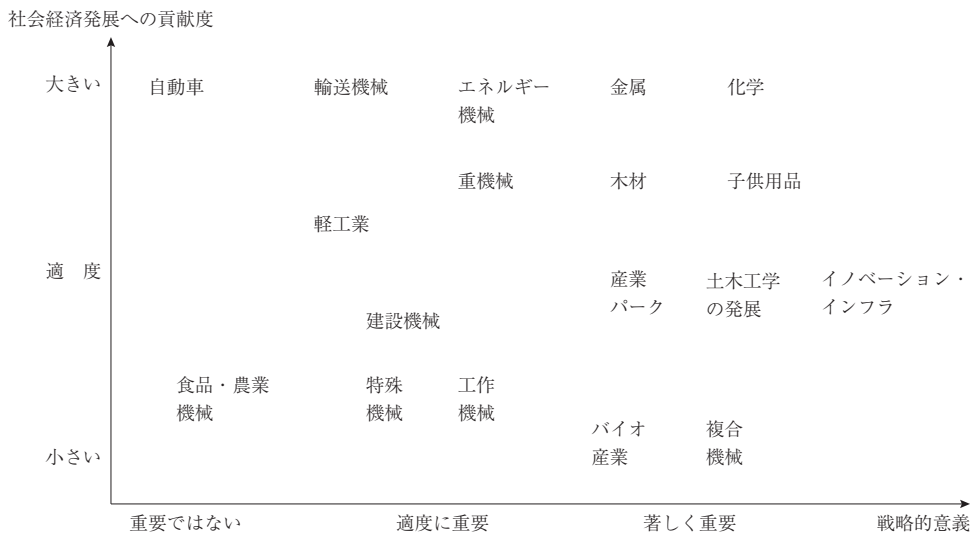 社会経済発展への貢献度
大きい
自動車
輸送機械
エネルギー
機械
金属
化学
重機械
木材
子供用品
軽工業
適　度
産業
パーク
土木工学
の発展
イノベーション・
インフラ
建設機械
食品・農業
機械
特殊
機械
工作
機械
バイオ
産業
複合
機械
小さい
重要ではない
適度に重要
著しく重要
戦略的意義